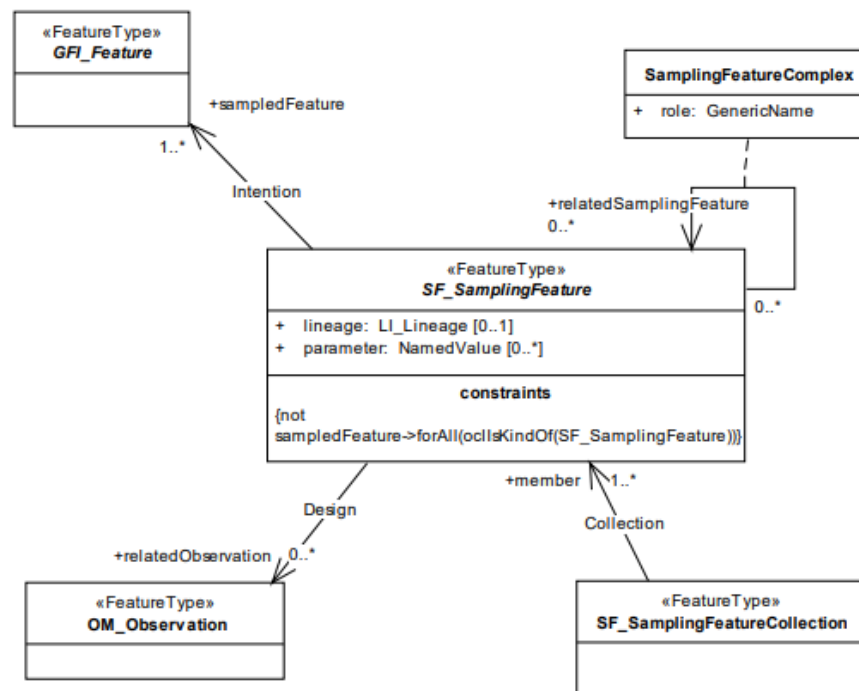 «FeatureType»
GFI_Feature
SamplingFeatureComplex
+ role: GenericName
+sampledFeature
1..*
Intention
+relatedSamplingFeature
0..*
«FeatureType»
SF_SamplingFeature
0..*
+ lineage: LI_Lineage [0..1]
+ parameter: NamedValue [0..*]
constraints
{not
sampledFeature->forAll(oclIsKindOf(SF_SamplingFeature))}
+member 1..*
Design
Collection
+relatedObservation 0..*
«FeatureType»
OM_Observation
«FeatureType»
SF_SamplingFeatureCollection